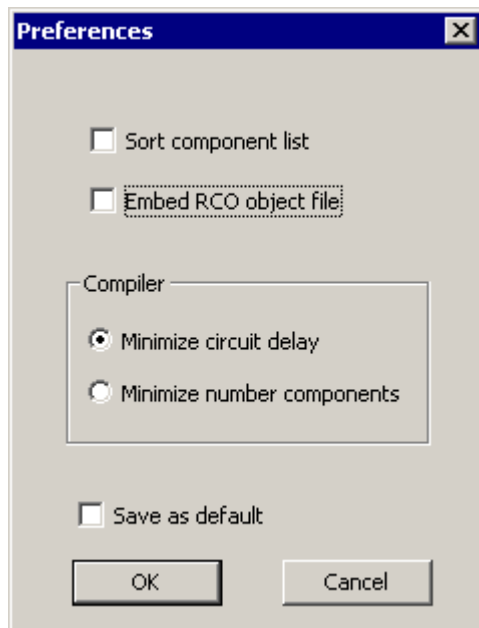 Preferences
Sort component list
Embed RCO object file
Compiler
Minimize circuit delay
Minimize number components
Save as default
OK
Cancel